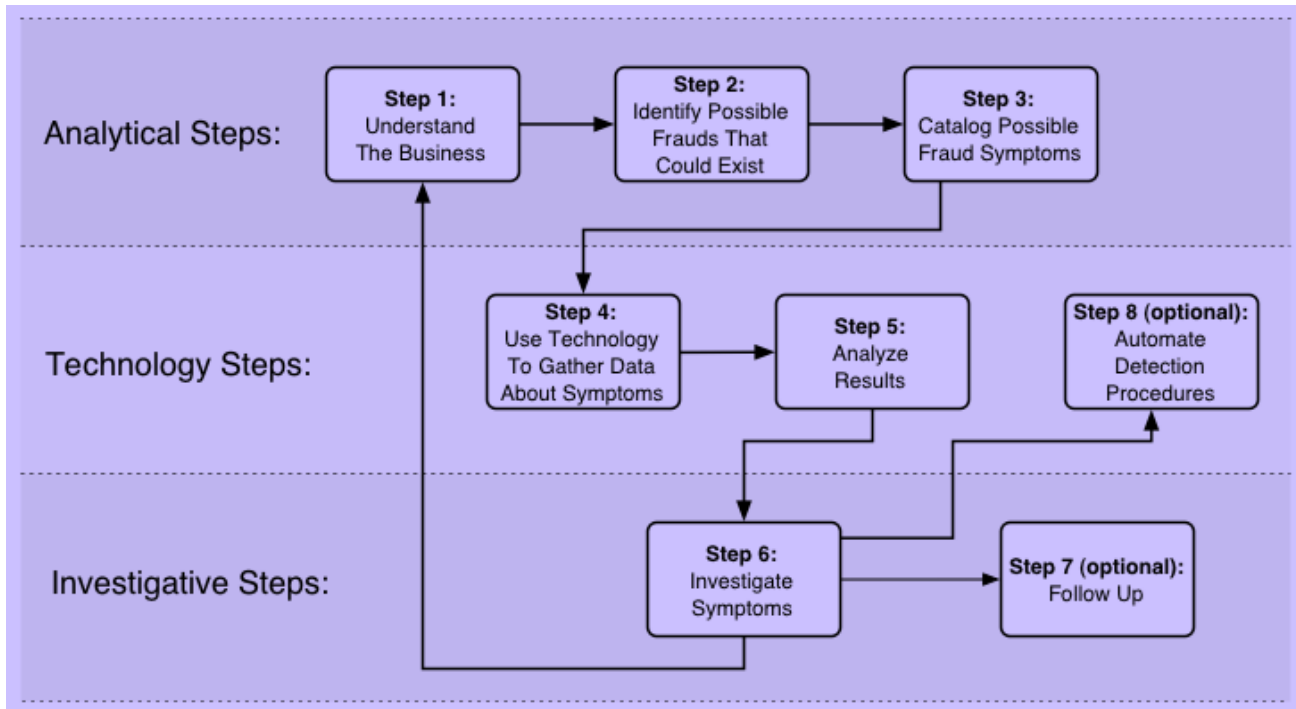 Analytical Steps:
Step 1:
Understand
The Business
Step 2:
Identify Possible
Frauds That
Could Exist
Step 3:
Catalog Possible
Fraud Symptoms
Technology Steps:
Step 4:
Use Technology
To Gather Data
About Symptoms
Step 5:
Analyze
Results
Step 8 (optional):
Automate
Detection
Procedures
Investigative Steps:
Step 6:
Investigate
Symptoms
Step 7 (optional):
Follow Up